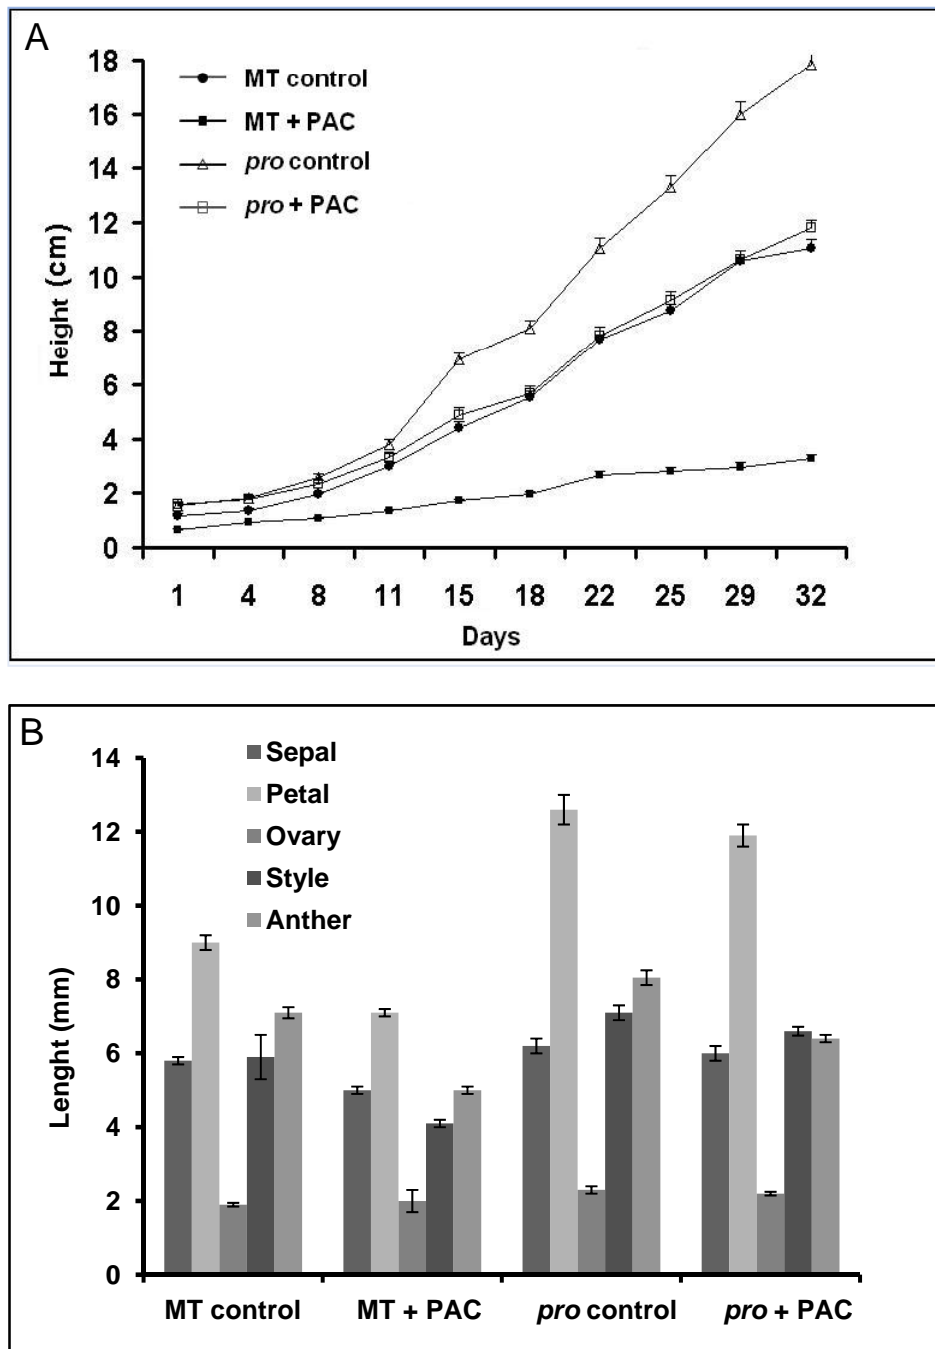 A
18
16
14
12
10
8
6
4
2
0
Height (cm)
MT control
MT + PAC
pro control
pro + PAC
1 4 8 11 15 18 22 25 29 32
Days
B
14
12
10
8
6
4
2
0
Lenght (mm)
Sepal
Petal
Ovary
Style
Anther
MT control MT + PAC pro control pro + PAC